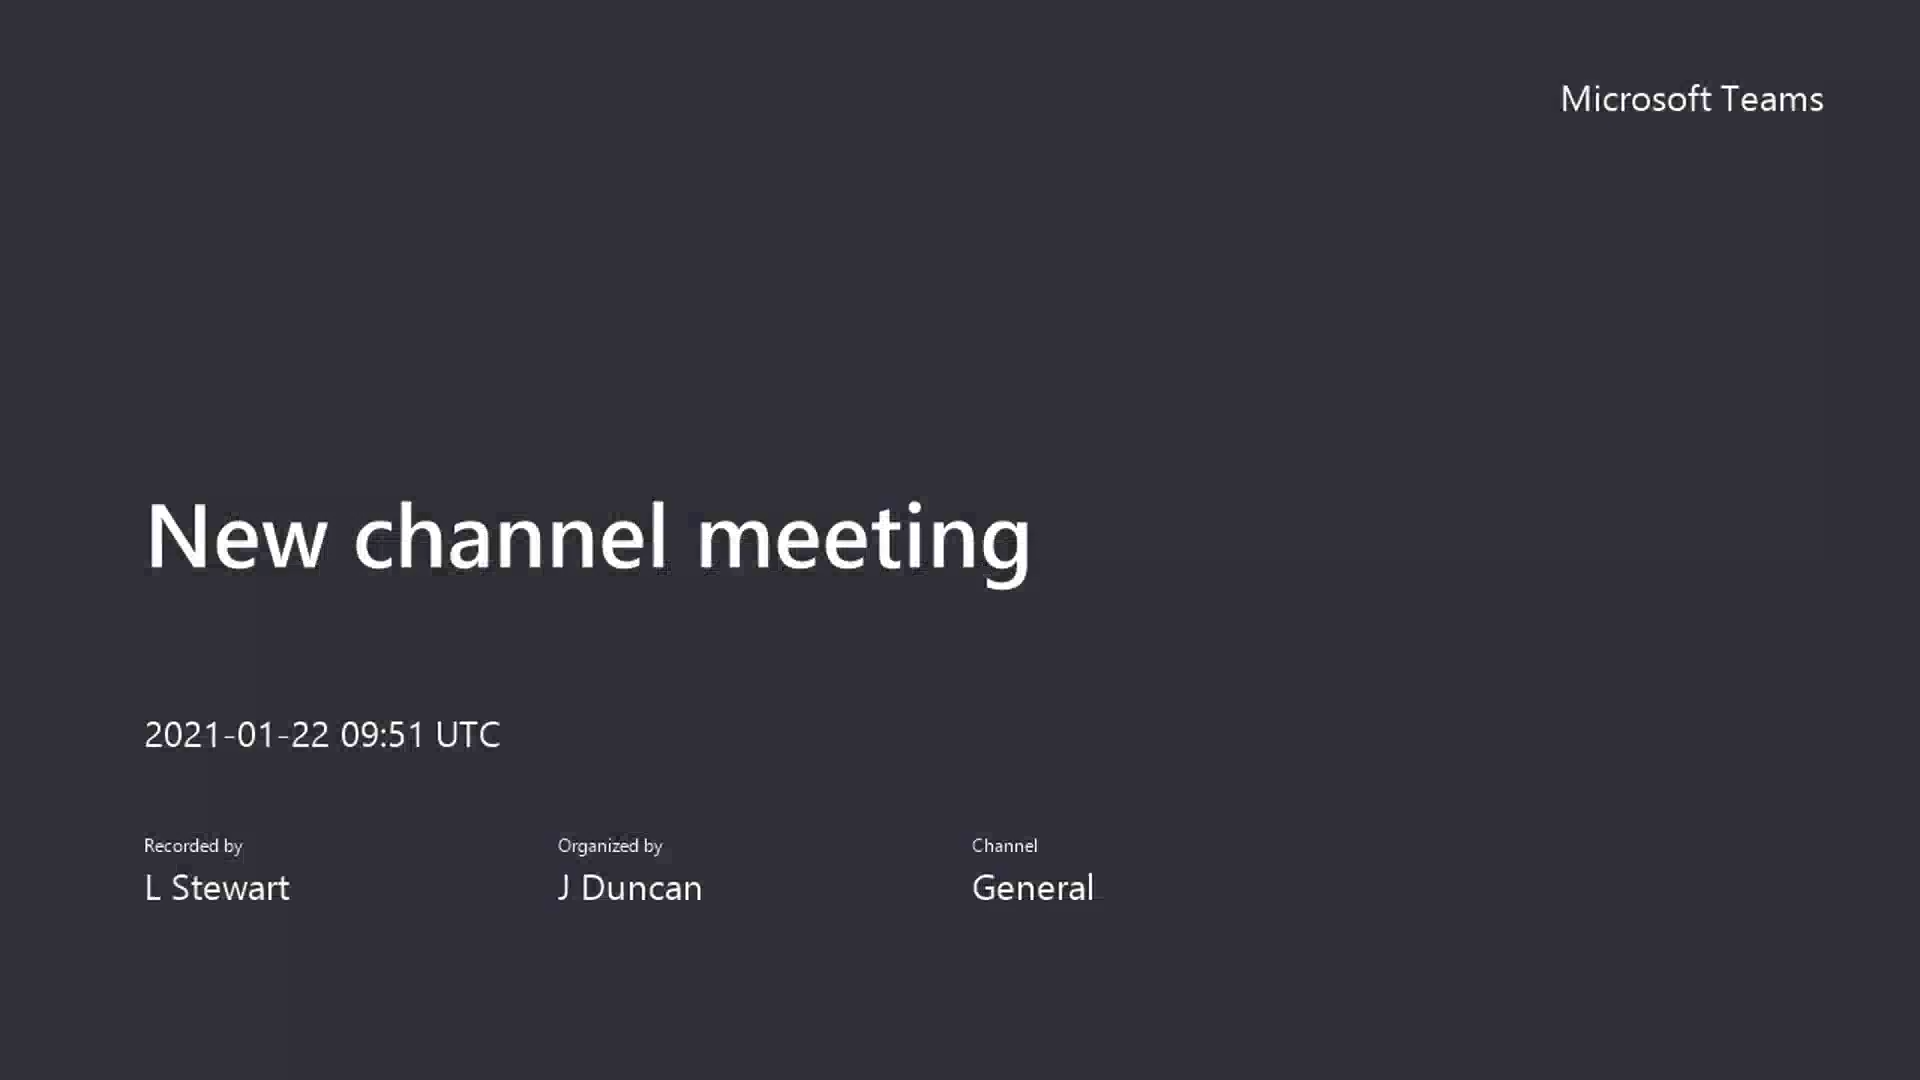 Microsoft Teams
New channel meeting
2021-01-22 09:51 UTC
Recorded by
L Stewart
Organized by
J Duncan
Channel
General